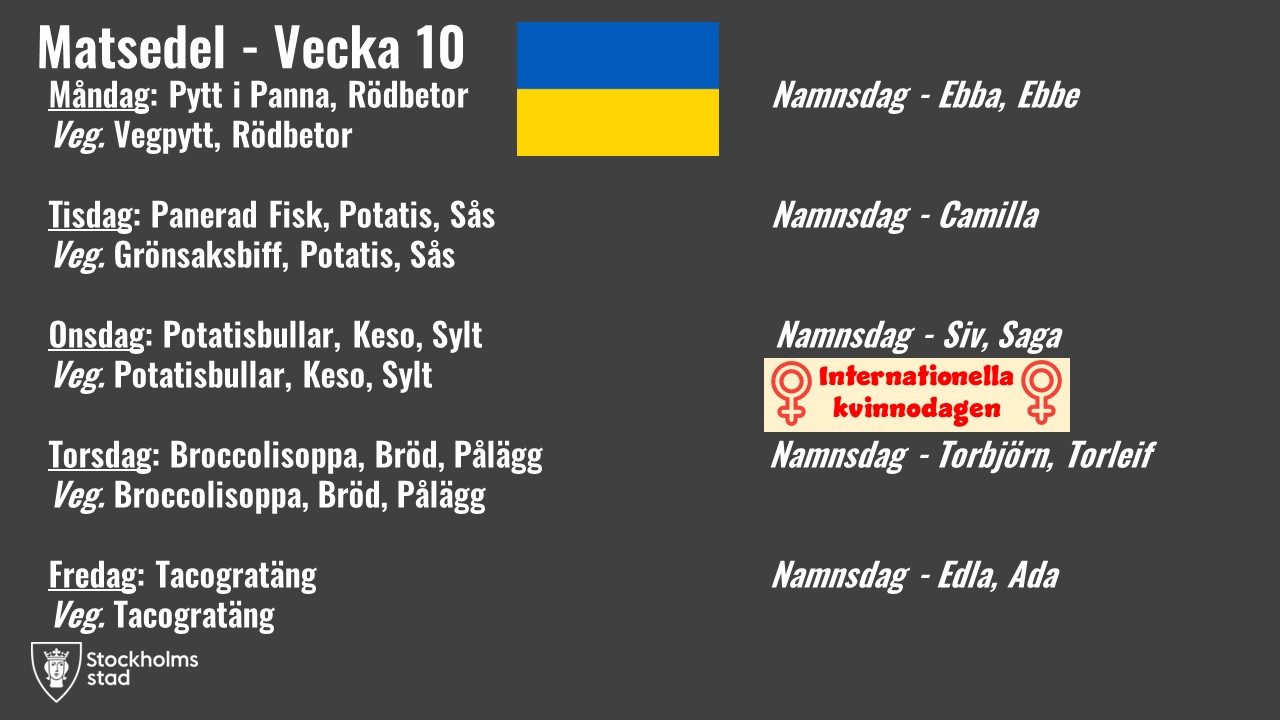 Matsedel - Vecka 10
Måndag: Pytt i Panna, Rödbetor
Namnsdag - Ebba, Ebbe
Veg. Vegpytt, Rödbetor
Tisdag: Panerad Fisk, Potatis, Sås
Namnsdag - Camilla
Veg. Grönsaksbiff, Potatis, Sås
Onsdag: Potatisbullar, Keso, Sylt
Namnsdag - Siv, Saga
Veg. Potatisbullar, Keso, Sylt
Internationella
kvinnodagen
Torsdag: Broccolisoppa, Bröd, Pålägg
Namnsdag - Torbjörn, Torleif
Veg. Broccolisoppa, Bröd, Pålägg
Fredag: Tacogratäng
Namnsdag - Edla, Ada
Veg. Tacogratäng
Stockholms
stad